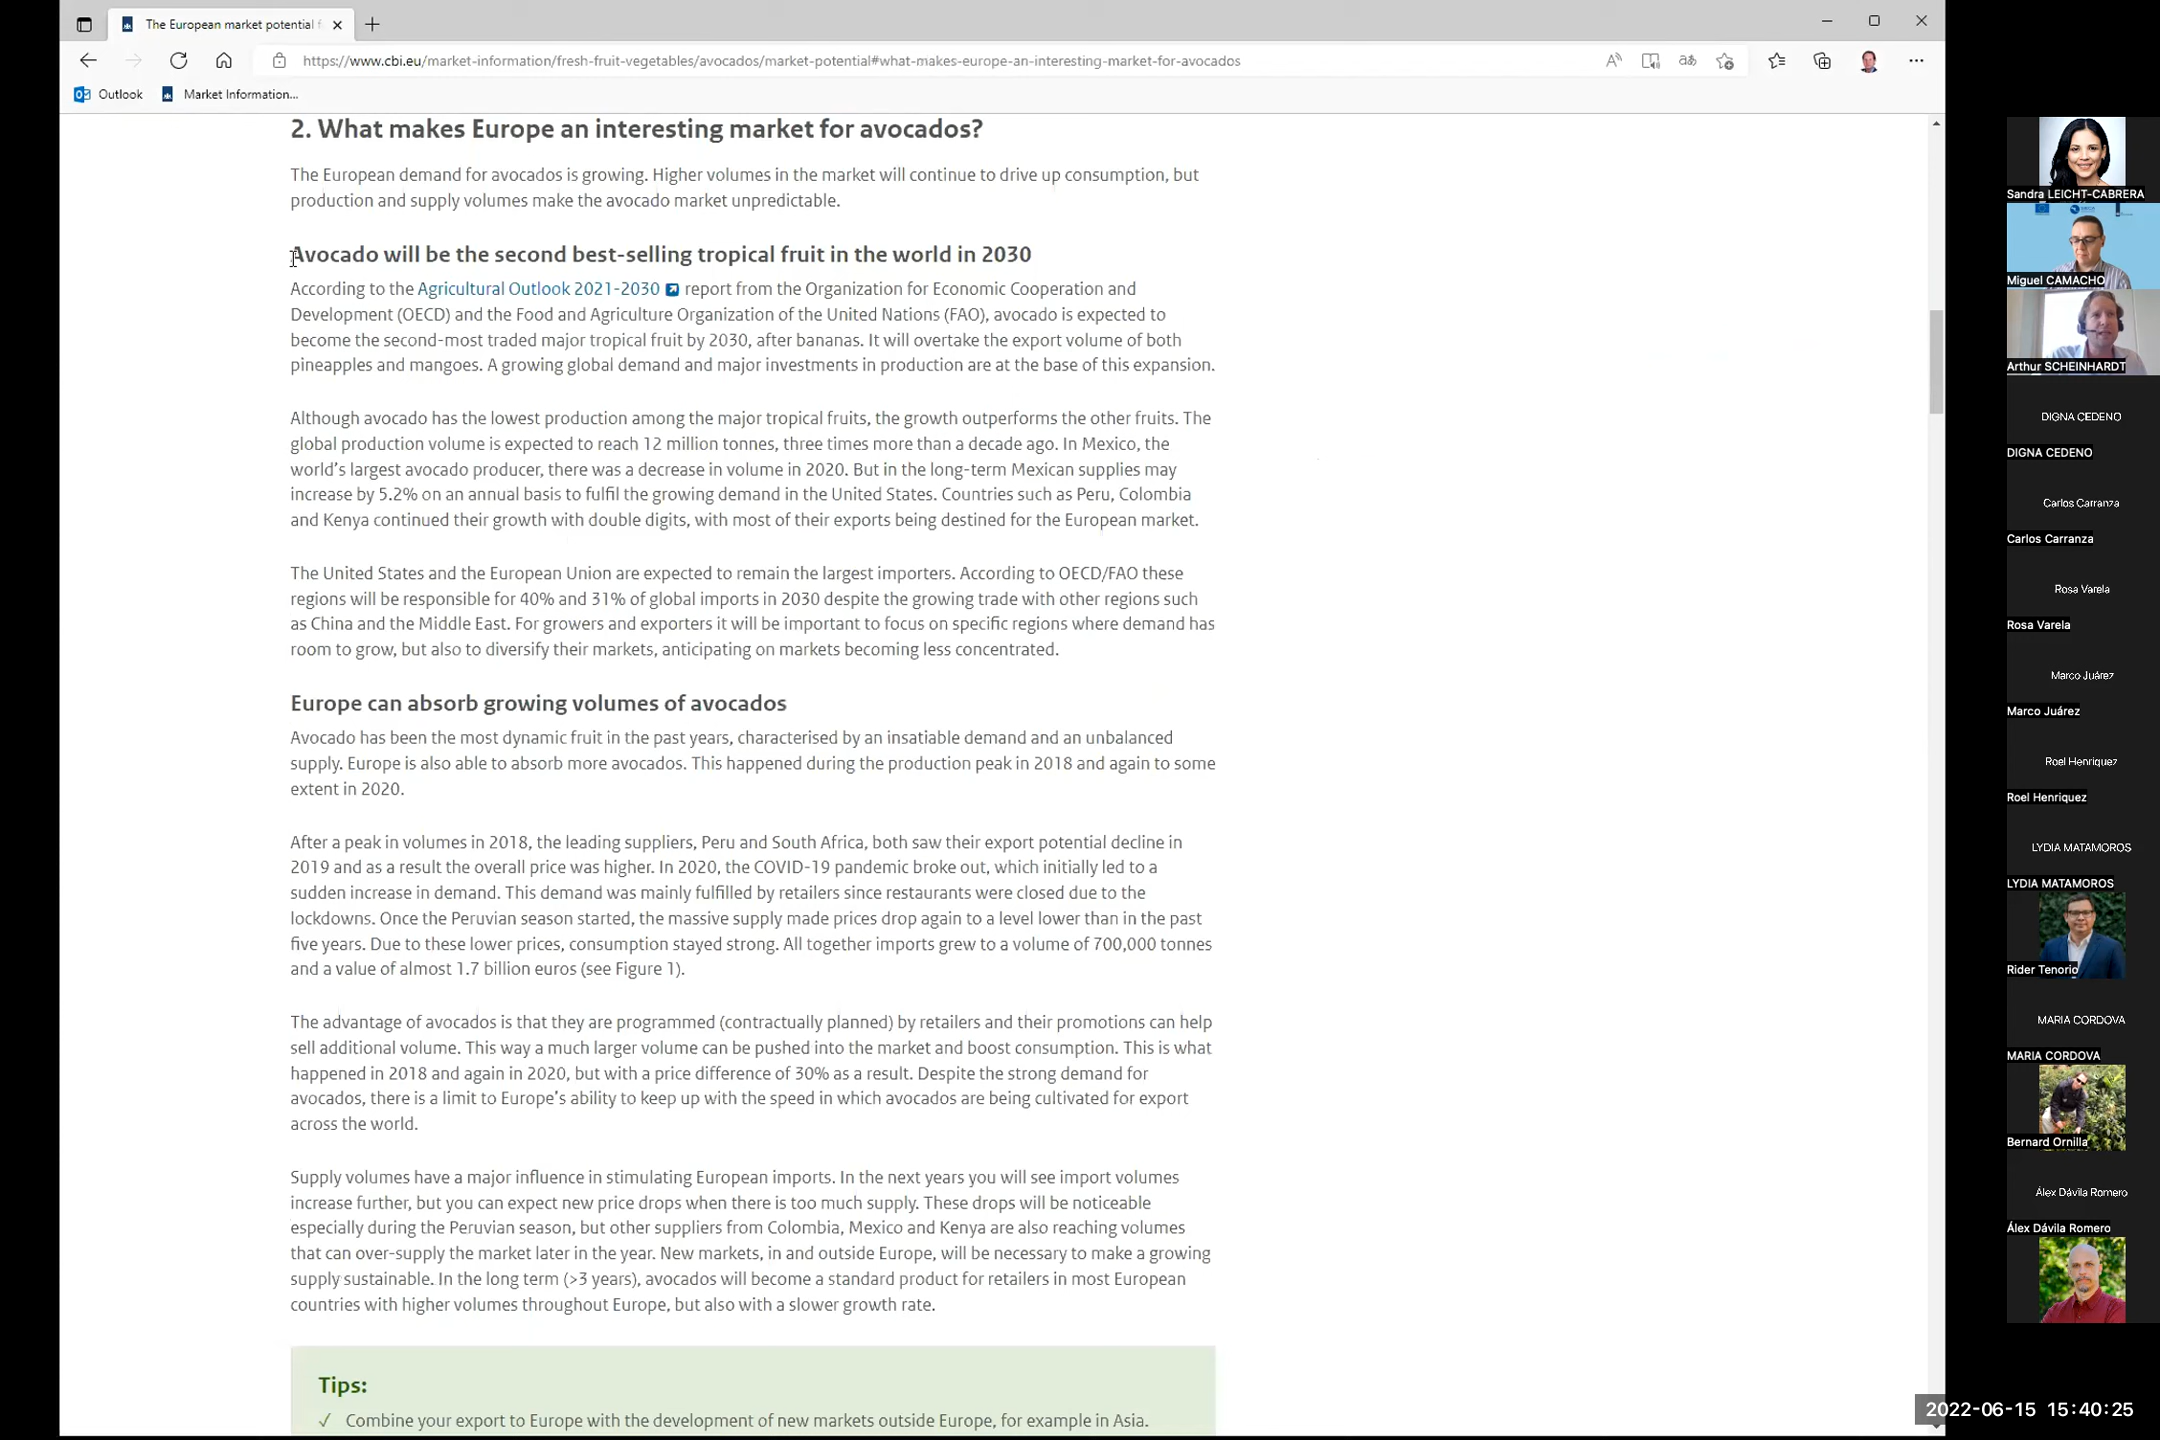 The European market potential f
https://www.cbi.eu/market-information/fresh-fruit-vegetables/avocados/market-potential#what-makes-europe-an-interesting-market-for-avocados
Outlook
Market Information...
2. What makes Europe an interesting market for avocados?
The European demand for avocados is growing. Higher volumes in the market will continue to drive up consumption, but
production and supply volumes make the avocado market unpredictable.
Avocado will be the second best-selling tropical fruit in the world in 2030
According to the Agricultural Outlook 2021-2030 report from the Organization for Economic Cooperation and
Development (OECD) and the Food and Agriculture Organization of the United Nations (FAO), avocado is expected to
become the second-most traded major tropical fruit by 2030, after bananas. It will overtake the export volume of both
pineapples and mangoes. A growing global demand and major investments in production are at the base of this expansion.
Although avocado has the lowest production among the major tropical fruits, the growth outperforms the other fruits. The
global production volume is expected to reach 12 million tonnes, three times more than a decade ago. In Mexico, the
world's largest avocado producer, there was a decrease in volume in 2020. But in the long-term Mexican supplies may
increase by 5.2% on an annual basis to fulfil the growing demand in the United States. Countries such as Peru, Colombia
and Kenya continued their growth with double digits, with most of their exports being destined for the European market.
The United States and the European Union are expected to remain the largest importers. According to OECD/FAO these
regions will be responsible for 40% and 31% of global imports in 2030 despite the growing trade with other regions such
as China and the Middle East. For growers and exporters it will be important to focus on specific regions where demand has
room to grow, but also to diversify their markets, anticipating on markets becoming less concentrated.
Europe can absorb growing volumes of avocados
Avocado has been the most dynamic fruit in the past years, characterised by an insatiable demand and an unbalanced
supply. Europe is also able to absorb more avocados. This happened during the production peak in 2018 and again to some
extent in 2020.
After a peak in volumes in 2018, the leading suppliers, Peru and South Africa, both saw their export potential decline in
2019 and as a result the overall price was higher. In 2020, the COVID-19 pandemic broke out, which initially led to a
sudden increase in demand. This demand was mainly fulfilled by retailers since restaurants were closed due to the
lockdowns. Once the Peruvian season started, the massive supply made prices drop again to a level lower than in the past
five years. Due to these lower prices, consumption stayed strong. All together imports grew to a volume of 700,000 tonnes
and a value of almost 1.7 billion euros (see Figure 1).
The advantage of avocados is that they are programmed (contractually planned) by retailers and their promotions can help
sell additional volume. This way a much larger volume can be pushed into the market and boost consumption. This is what
happened in 2018 and again in 2020, but with a price difference of 30% as a result. Despite the strong demand for
avocados, there is a limit to Europe's ability to keep up with the speed in which avocados are being cultivated for export
across the world.
Supply volumes have a major influence in stimulating European imports. In the next years you will see import volumes
increase further, but you can expect new price drops when there is too much supply. These drops will be noticeable
especially during the Peruvian season, but other suppliers from Colombia, Mexico and Kenya are also reaching volumes
that can over-supply the market later in the year. New markets, in and outside Europe, will be necessary to make a growing
supply sustainable. In the long term (>3 years), avocados will become a standard product for retailers in most European
countries with higher volumes throughout Europe, but also with a slower growth rate.
Tips:
✓ Combine your export to Europe with the development of new markets outside Europe, for example in Asia.
Sandra LEICHT-CABRERA
Miguel CAMACHO
Arthur SCHEINHARDT
DIGNA CEDENO
DIGNA CEDENO
Carlos Carranza
Carlos Carranza
Rosa Varela
Rosa Varela
Marco Juárez
Marco Juárez
Roel Henriquez
Roel Henriquez
LYDIA MATAMOROS
LYDIA MATAMOROS
Rider Tenorio
MARIA CORDOVA
MARIA CORDOVA
Bernard Ornilla
Álex Dávila Romero
Álex Dávila Romero
2022-06-15 15:40:25